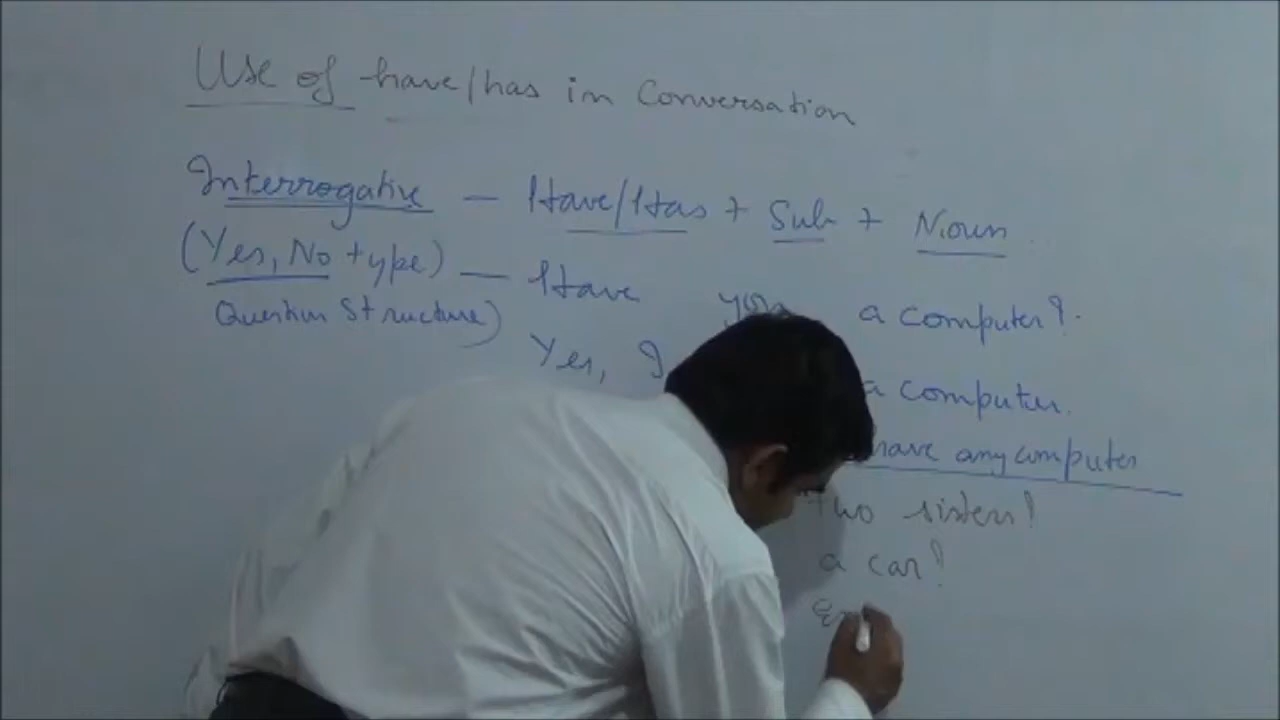 Use of have/has in Conversation
Interrogative — Have/Has + Sub + Noun
(Yes, No type) — Have you a computer?
Question Structure)
Yes, I a computer.
have any computer
two sisters?
a car?